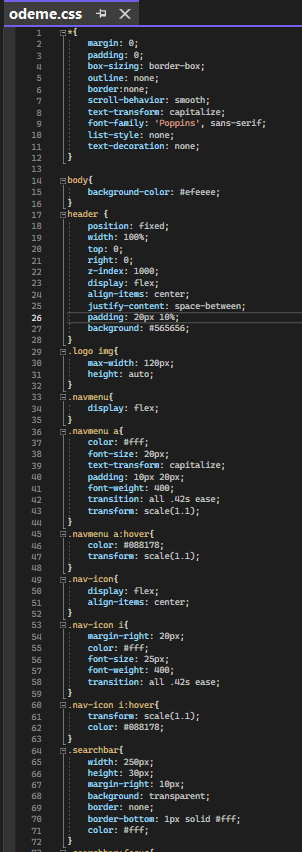 odeme.css
1 *{
2 margin: 0;
3 padding: 0;
4 box-sizing: border-box;
5 outline: none;
6 border:none;
7 scroll-behavior: smooth;
8 text-transform: capitalize;
9 font-family: 'Poppins', sans-serif;
10 list-style: none;
11 text-decoration: none;
12 }
13
14 body{
15 background-color: #efeeee;
16 }
17 header {
18 position: fixed;
19 width: 100%;
20 top: 0;
21 right: 0;
22 z-index: 1000;
23 display: flex;
24 align-items: center;
25 justify-content: space-between;
26 padding: 20px 10%;
27 background: #565656;
28 }
29 .logo img{
30 max-width: 120px;
31 height: auto;
32 }
33 .navmenu{
34 display: flex;
35 }
36 .navmenu a{
37 color: #fff;
38 font-size: 20px;
39 text-transform: capitalize;
40 padding: 10px 20px;
41 font-weight: 400;
42 transition: all .42s ease;
43 transform: scale(1.1);
44 }
45 .navmenu a:hover{
46 color: #088178;
47 transform: scale(1.1);
48 }
49 .nav-icon{
50 display: flex;
51 align-items: center;
52 }
53 .nav-icon i{
54 margin-right: 20px;
55 color: #fff;
56 font-size: 25px;
57 font-weight: 400;
58 transition: all .42s ease;
59 }
60 .nav-icon i:hover{
61 transform: scale(1.1);
62 color: #088178;
63 }
64 .searchbar{
65 width: 250px;
66 height: 30px;
67 margin-right: 10px;
68 background: transparent;
69 border: none;
70 border-bottom: 1px solid #fff;
71 color: #fff;
72 }